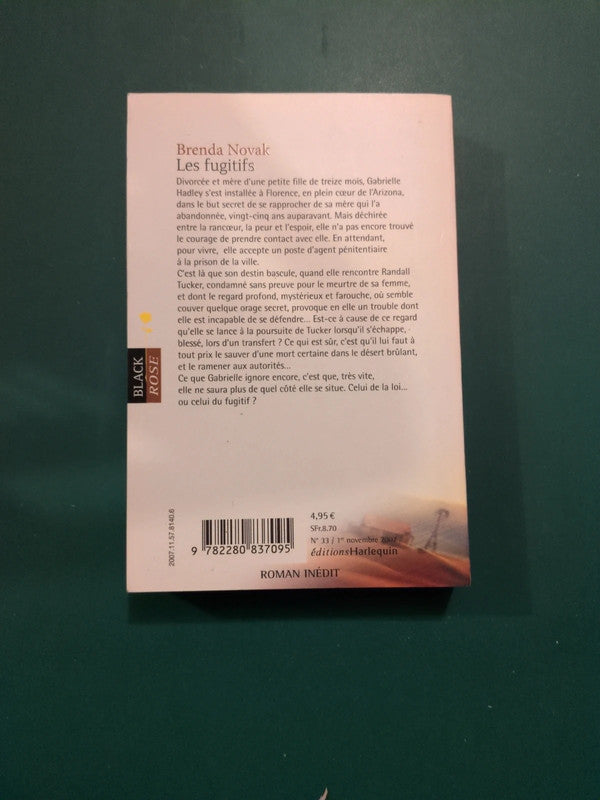 Brenda Novak
Les fugitifs
Divorcée et mère d'une petite fille de treize mois, Gabrielle
Hadley s'est installée à Florence, en plein cœur de l'Arizona,
dans le but secret de se rapprocher de sa mère qui l'a
abandonnée, vingt-cinq ans auparavant. Mais déchirée
entre la rancœur, la peur et l'espoir, elle n'a pas encore trouvé
le courage de prendre contact avec elle. En attendant,
pour vivre, elle accepte un poste d'agent pénitentiaire
à la prison de la ville.
C'est là que son destin bascule, quand elle rencontre Randall
Tucker, condamné sans preuve pour le meurtre de sa femme,
et dont le regard profond, mystérieux et farouche, où semble
couver quelque orage secret, provoque en elle un trouble dont
elle est incapable de se défendre... Est-ce à cause de ce regard
qu'elle se lance à la poursuite de Tucker lorsqu'il s'échappe,
blessé, lors d'un transfert ? Ce qui est sûr, c'est qu'il lui faut à
tout prix le sauver d'une mort certaine dans le désert brûlant,
et le ramener aux autorités...
Ce que Gabrielle ignore encore, c'est que, très vite,
elle ne saura plus de quel côté elle se situe. Celui de la loi...
ou celui du fugitif ?
BLACK
ROSE
2007.11.57.8140.6
9 782280 837095
4,95 €
SFr.8.70
N° 33 / 1er novembre 2007
éditionsHarlequin
ROMAN INÉDIT